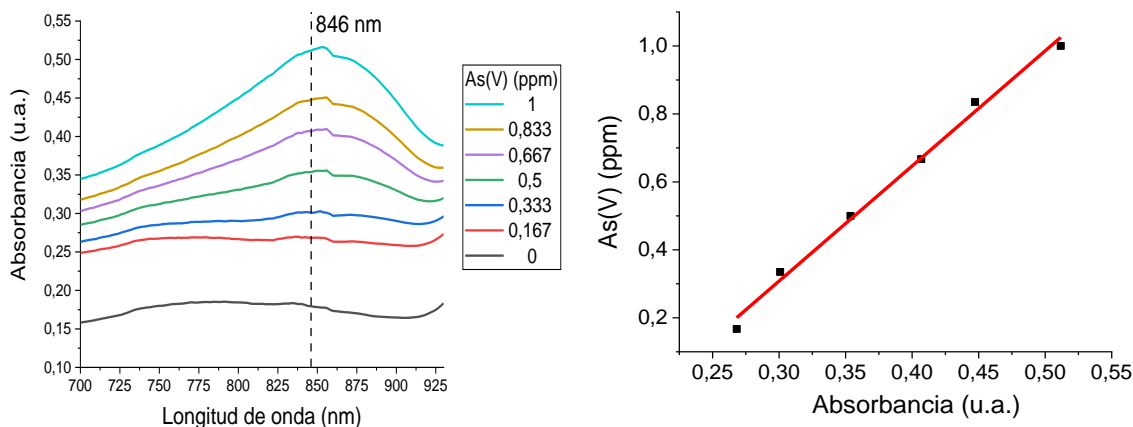 846 nm
0,55
0,50
0,45
0,40
0,35
0,30
0,25
0,20
0,15
0,10
Absorbancia (u.a.)
700 725 750 775 800 825 850 875 900 925
Longitud de onda (nm)
As(V) (ppm)
1
0,833
0,667
0,5
0,333
0,167
0
1,0
0,8
0,6
0,4
0,2
As(V) (ppm)
0,25 0,30 0,35 0,40 0,45 0,50 0,55
Absorbancia (u.a.)